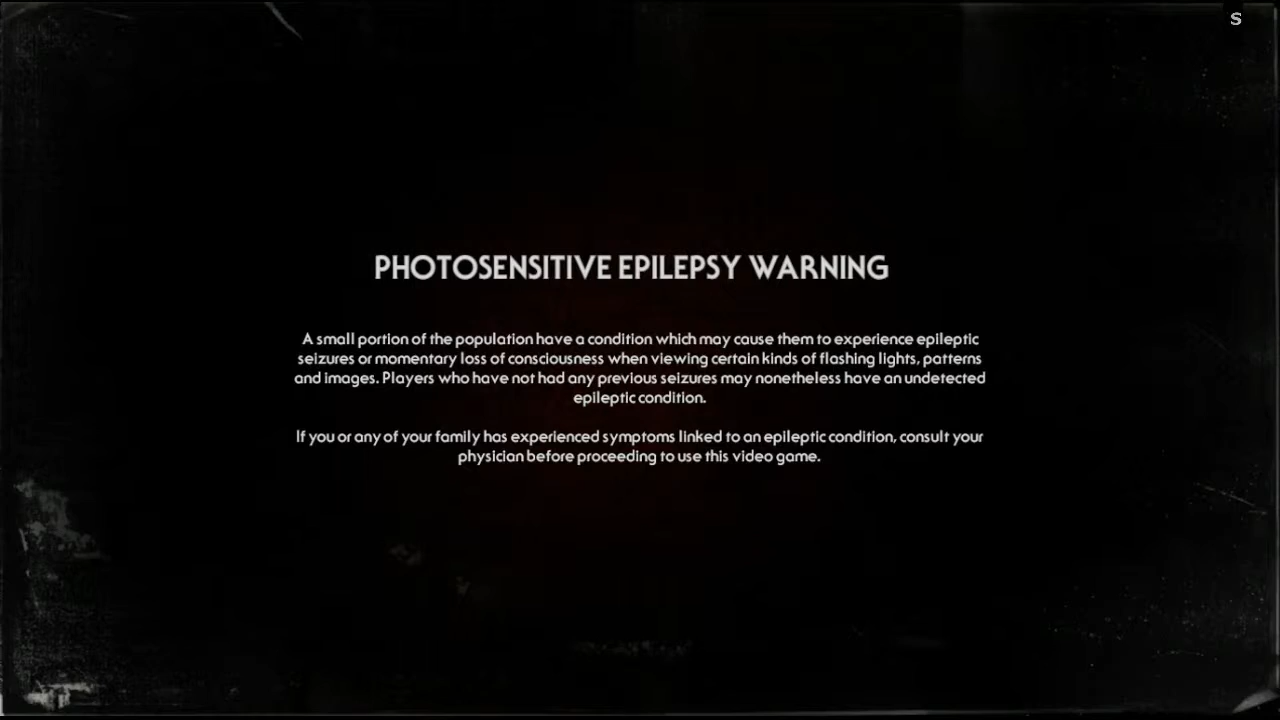 S
PHOTOSENSITIVE EPILEPSY WARNING
A small portion of the population have a condition which may cause them to experience epileptic
seizures or momentary loss of consciousness when viewing certain kinds of flashing lights, patterns
and images. Players who have not had any previous seizures may nonetheless have an undetected
epileptic condition.
If you or any of your family has experienced symptoms linked to an epileptic condition, consult your
physician before proceeding to use this video game.